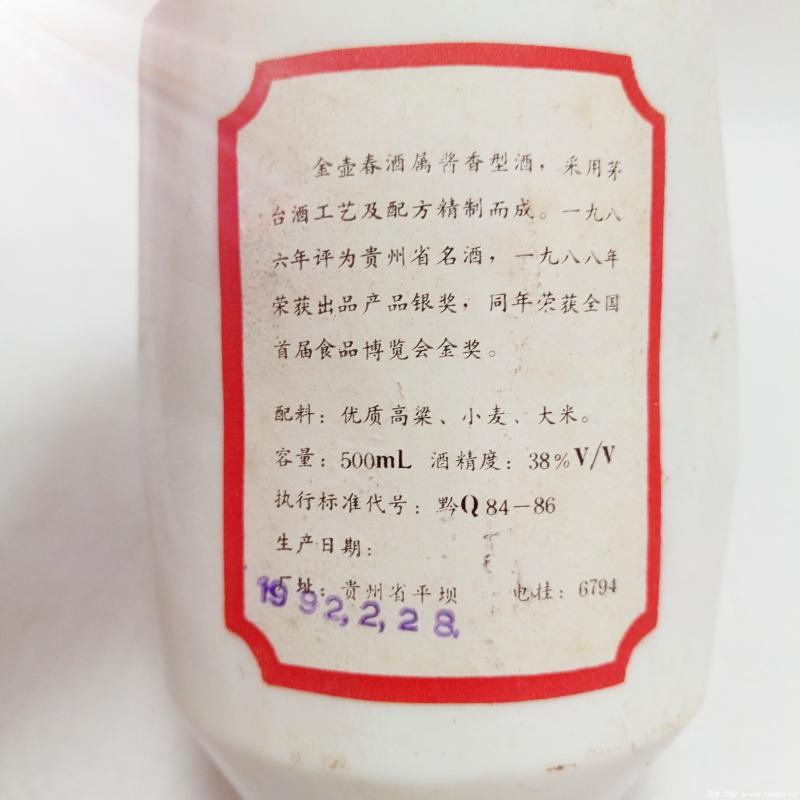 金壶春酒属酱香型酒，采用茅
台酒工艺及配方精制而成。一九八
六年评为贵州省名酒，一九八八年
荣获出品产品银奖，同年荣获全国
首届食品博览会金奖。
配料：优质高粱、小麦、大米。
容量：500mL 酒精度：38%V/V
执行标准代号：黔Q84－86
生产日期：
厂址：贵州省平坝 电挂：6794
1992,2,28.